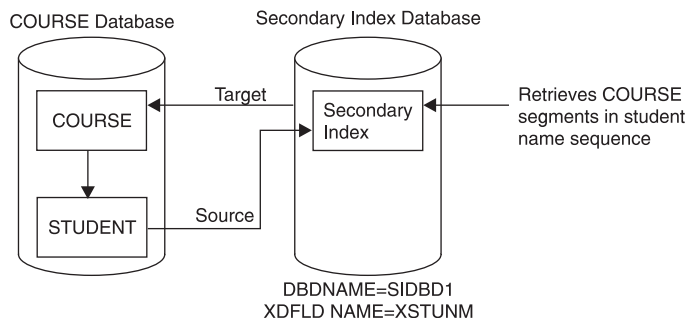 COURSE Database
Secondary Index Database
Target
COURSE
Secondary
Index
Retrieves COURSE
segments in student
name sequence
STUDENT
Source
DBDNAME=SIDBD1
XDFLD NAME=XSTUNM